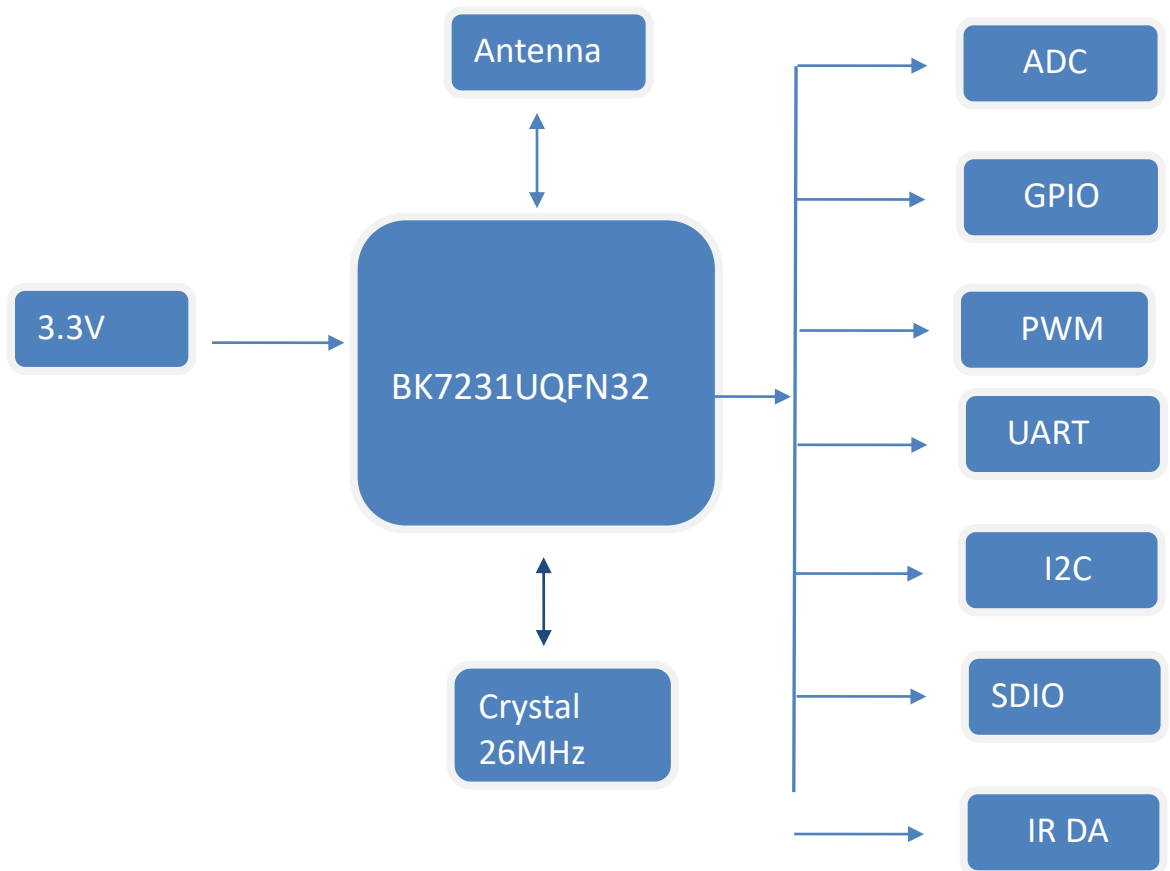 Antenna
ADC
GPIO
3.3V
PWM
BK7231UQFN32
UART
I2C
SDIO
Crystal
26MHz
IR DA